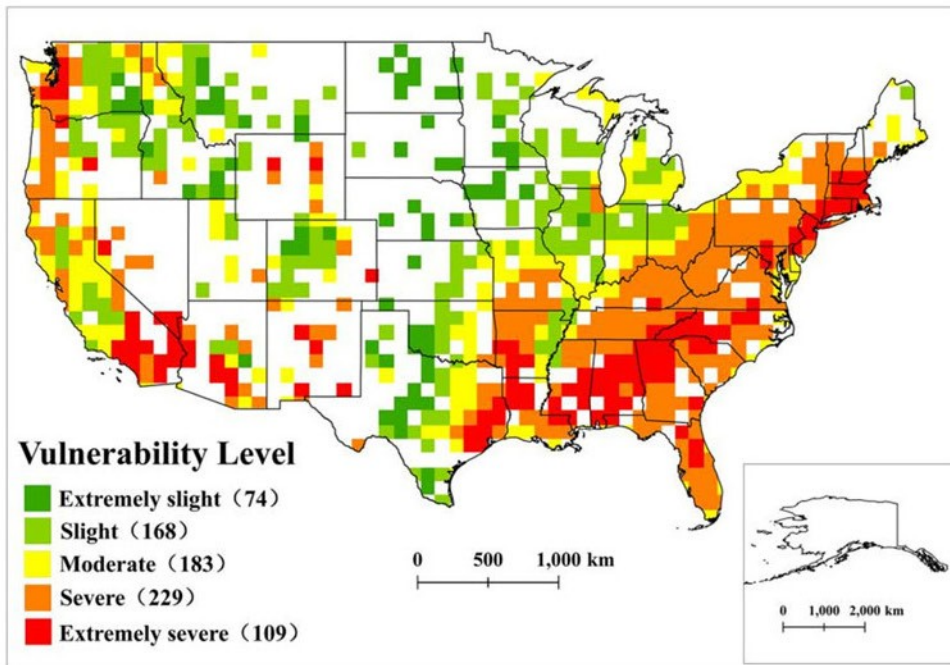 Vulnerability Level
Extremely slight（74）
Slight（168）
Moderate（183）
Severe（229）
Extremely severe（109）
0 500 1,000 km
0 1,000 2,000 km